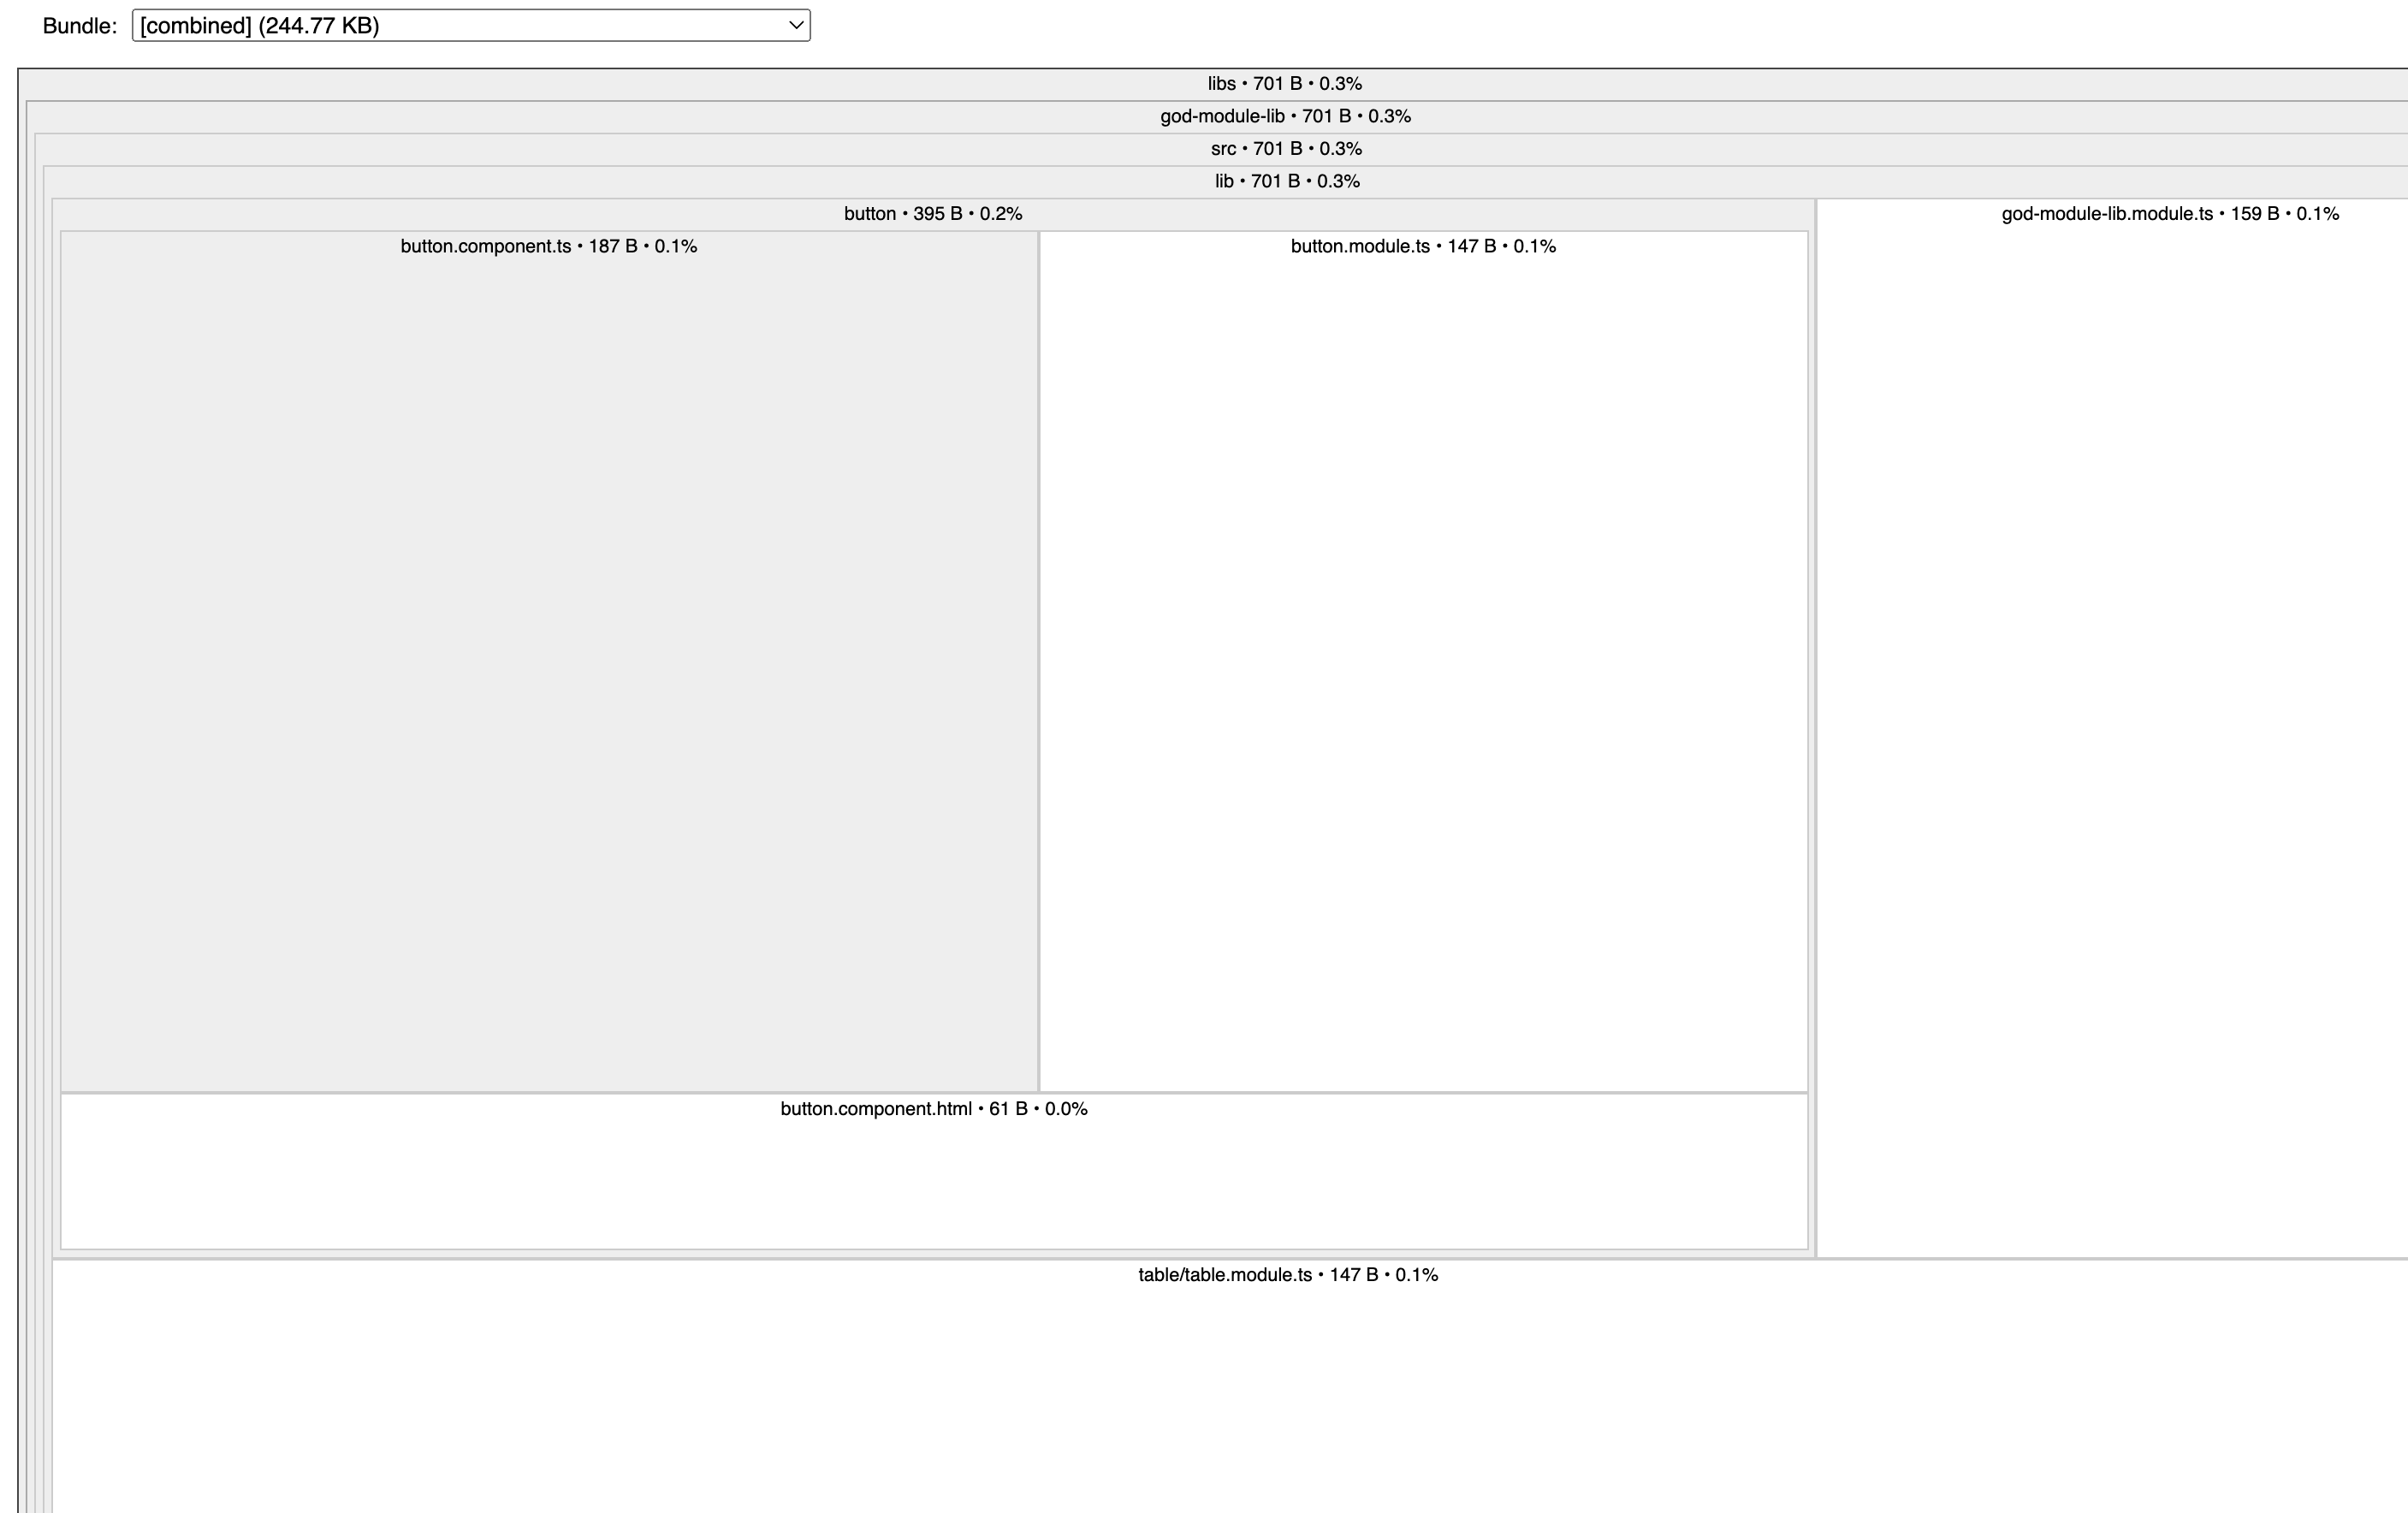 Bundle: [combined] (244.77 KB)
libs • 701 B • 0.3%
god-module-lib • 701 B • 0.3%
src • 701 B • 0.3%
lib • 701 B • 0.3%
button • 395 B • 0.2%
god-module-lib.module.ts • 159 B • 0.1%
button.component.ts • 187 B • 0.1%
button.module.ts • 147 B • 0.1%
button.component.html • 61 B • 0.0%
table/table.module.ts • 147 B • 0.1%